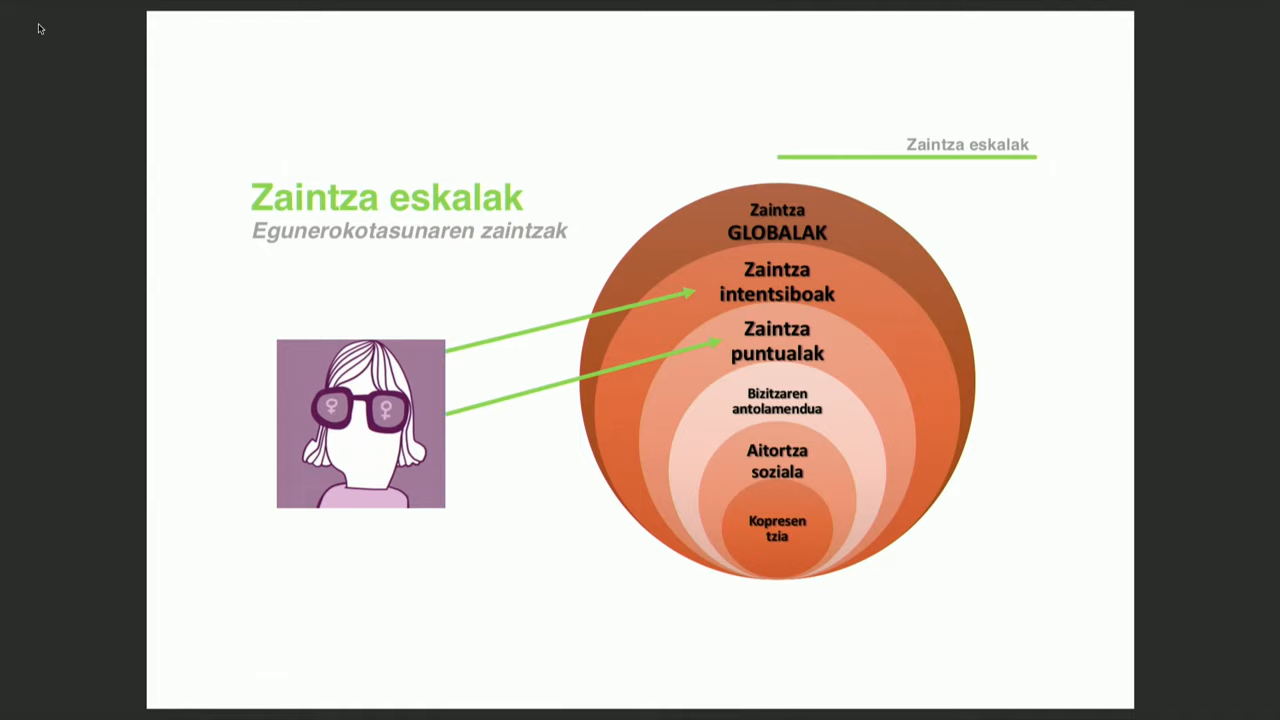 Zaintza eskalak
Zaintza eskalak
Egunerokotasunaren zaintzak
Zaintza
GLOBALAK
Zaintza
intentsiboak
Zaintza
puntualak
Bizitzaren
antolamendua
Aitortza
soziala
Kopresen
tzia